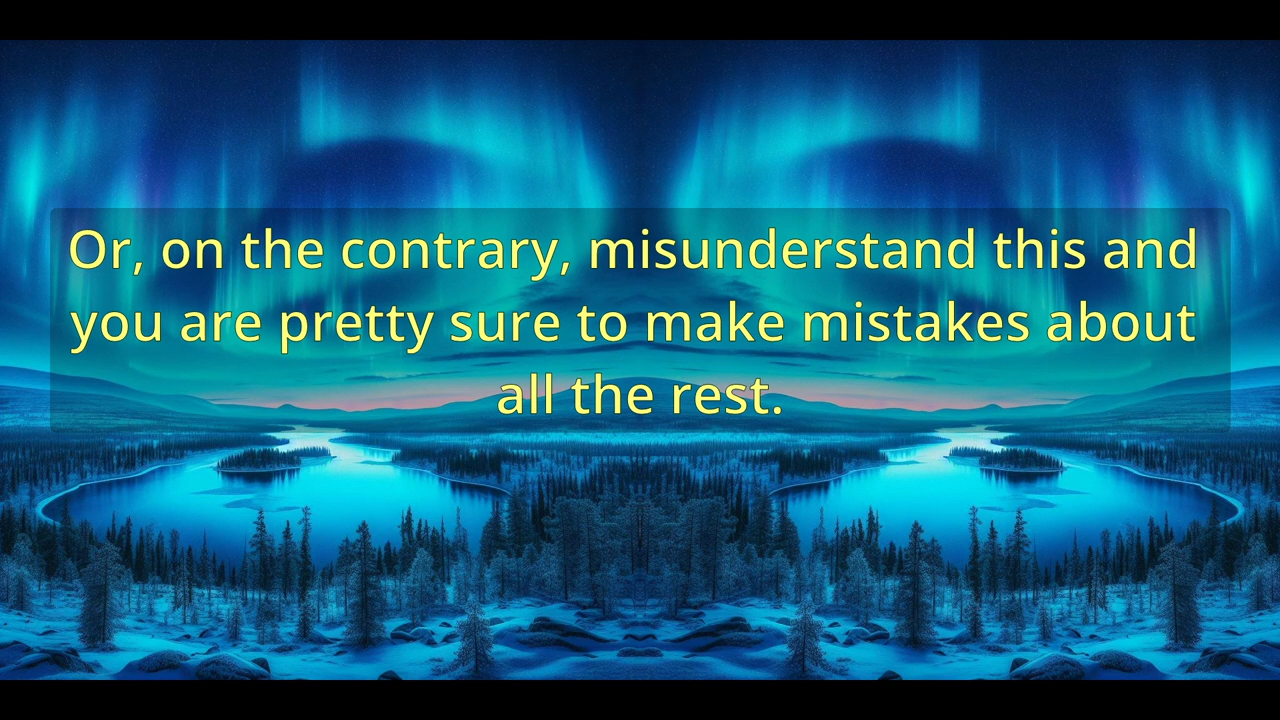 Or, on the contrary, misunderstand this and
you are pretty sure to make mistakes about
all the rest.